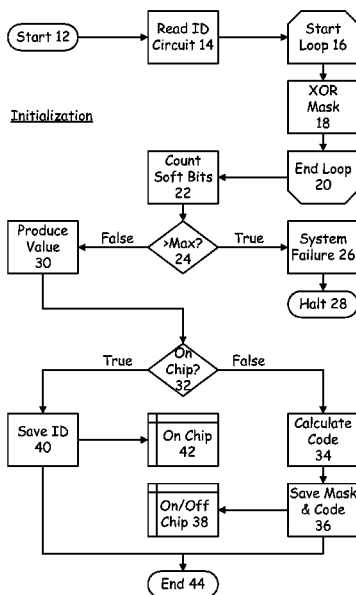 Start 12
Read ID
Circuit 14
Start
Loop 16
XOR
Mask
18
Initialization
End Loop
20
Count
Soft Bits
22
Produce
Value
30
False
>Max?
24
True
System
Failure 26
Halt 28
True
On
Chip?
32
False
Save ID
40
On Chip
42
Calculate
Code
34
On/Off
Chip 38
Save Mask
& Code
36
End 44